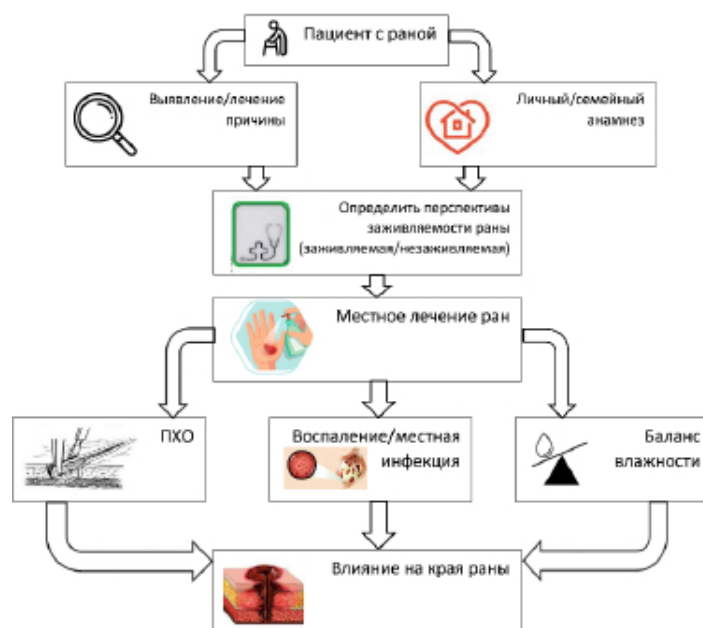 Пациент с раной
Выявление/лечение
причины
Личный/семейный
анамнез
Определить перспективы
заживляемости раны
(заживляемая/незаживляемая)
Местное лечение ран
ПХО
Воспаление/местная
инфекция
Баланс
влажности
Влияние на края раны